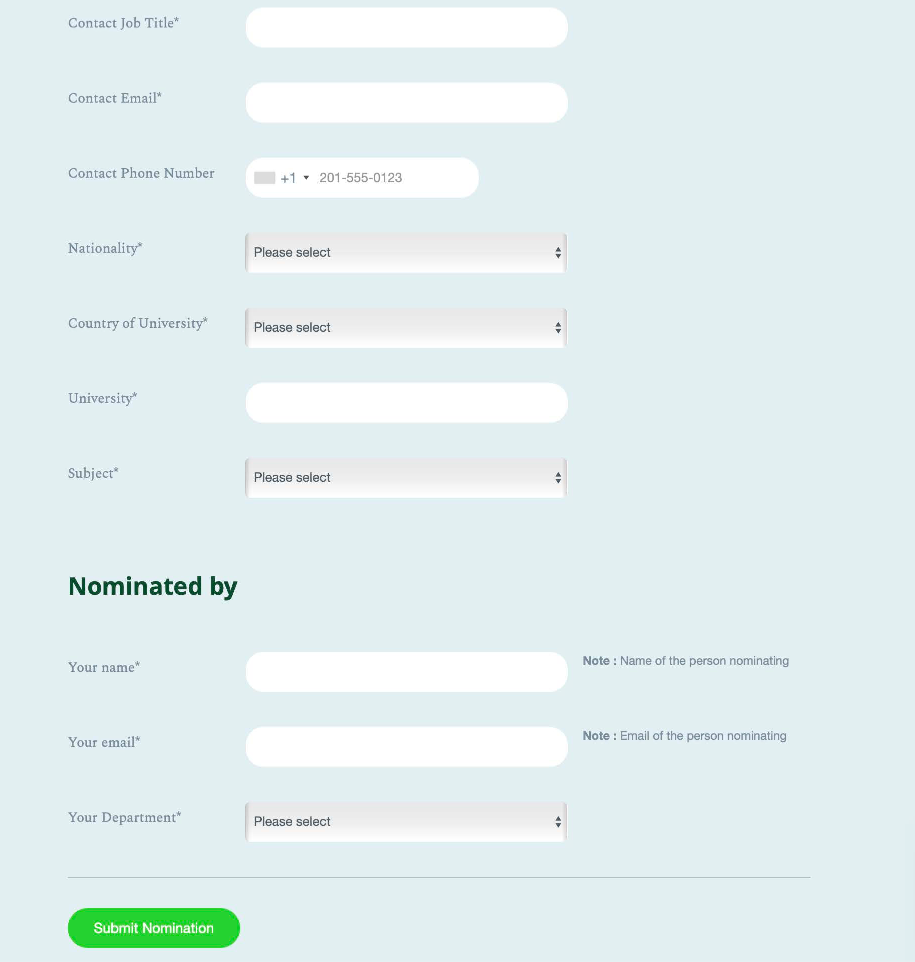 Contact Job Title*
Contact Email*
Contact Phone Number
+1 201-555-0123
Nationality*
Please select
Country of University*
Please select
University*
Subject*
Please select
Nominated by
Your name*
Note : Name of the person nominating
Your email*
Note : Email of the person nominating
Your Department*
Please select
Submit Nomination